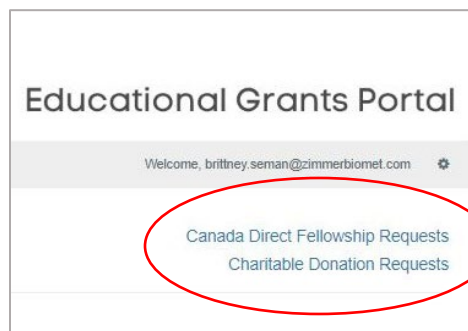 Educational Grants Portal
Welcome, brittney.seman@zimmerbiomet.com
Canada Direct Fellowship Requests
Charitable Donation Requests